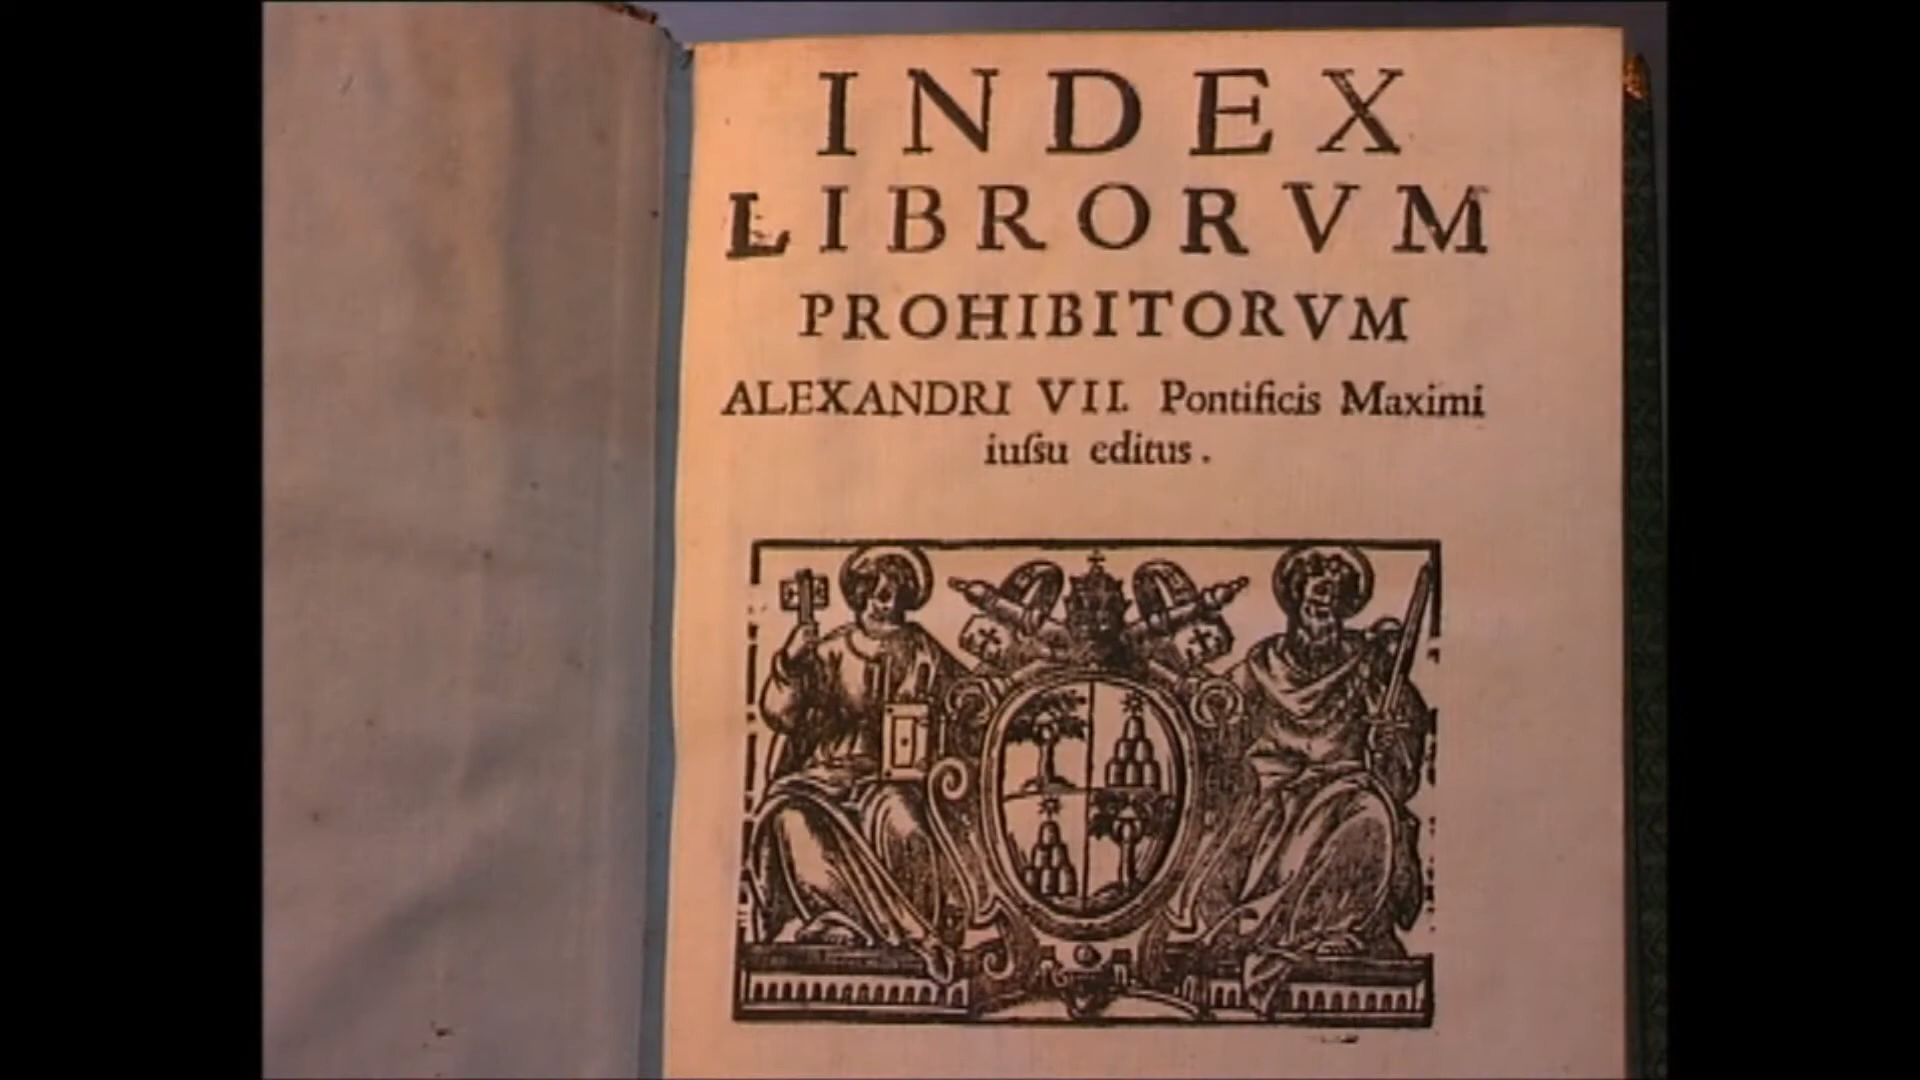 INDEX
LIBRORVM
PROHIBITORVM
ALEXANDRI VII. Pontificis Maximi
iuſsu editus.